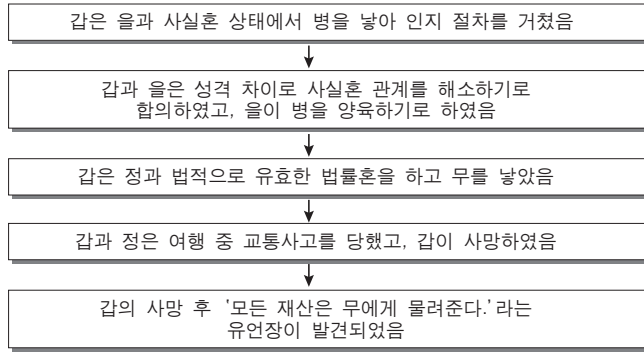 갑은 을과 사실혼 상태에서 병을 낳아 인지 절차를 거쳤음
갑과 을은 성격 차이로 사실혼 관계를 해소하기로
합의하였고, 을이 병을 양육하기로 하였음
갑은 정과 법적으로 유효한 법률혼을 하고 무를 낳았음
갑과 정은 여행 중 교통사고를 당했고, 갑이 사망하였음
갑의 사망 후 '모든 재산은 무에게 물려준다.'라는
유언장이 발견되었음